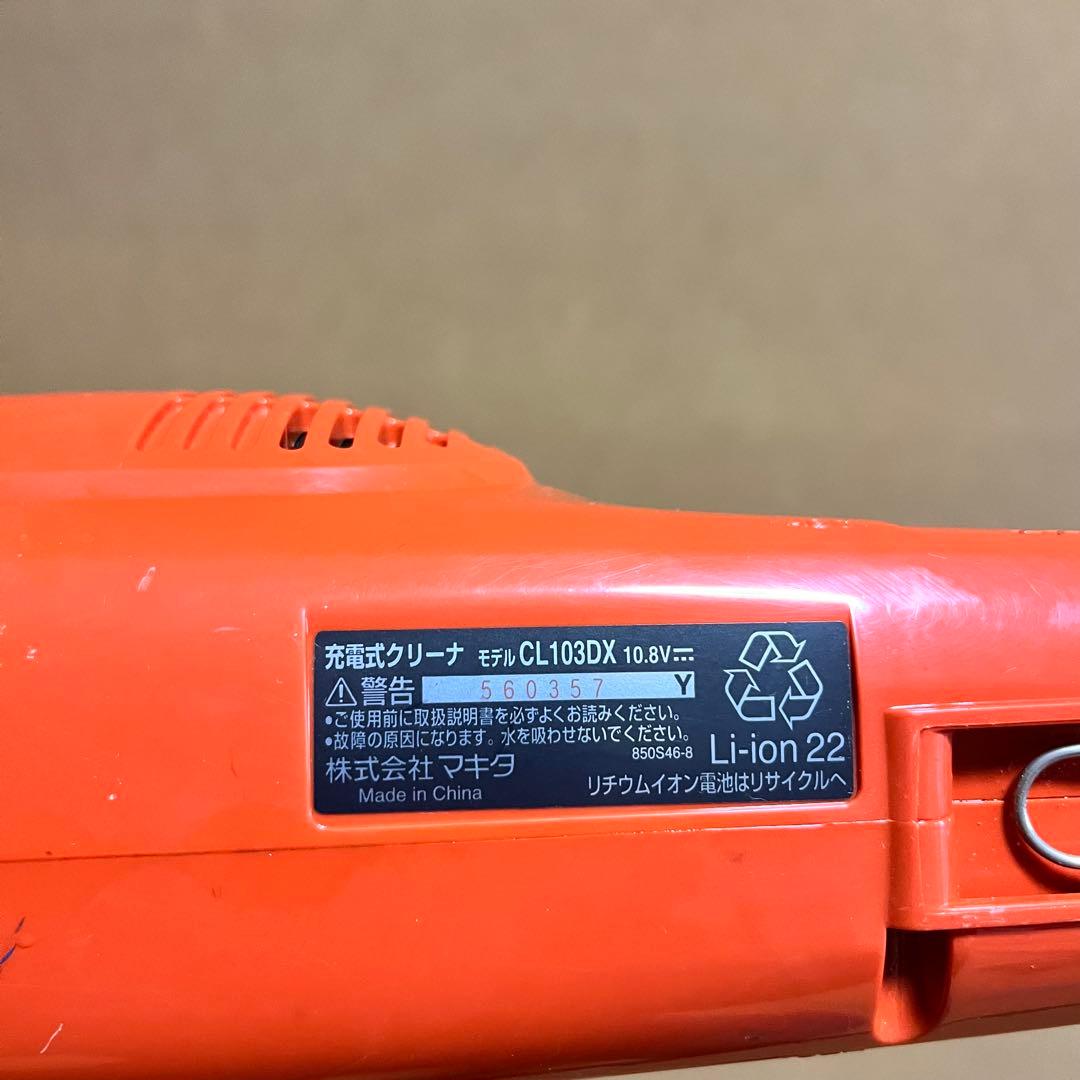 充電式クリーナ モデル CL103DX 10.8V
警告 560357 Y
•ご使用前に取扱説明書を必ずよくお読みください。
•故障の原因になります。水を吸わせないでください。
850S46-8
株式会社 マキタ
Made in China
Li-ion 22
リチウムイオン電池はリサイクルへ